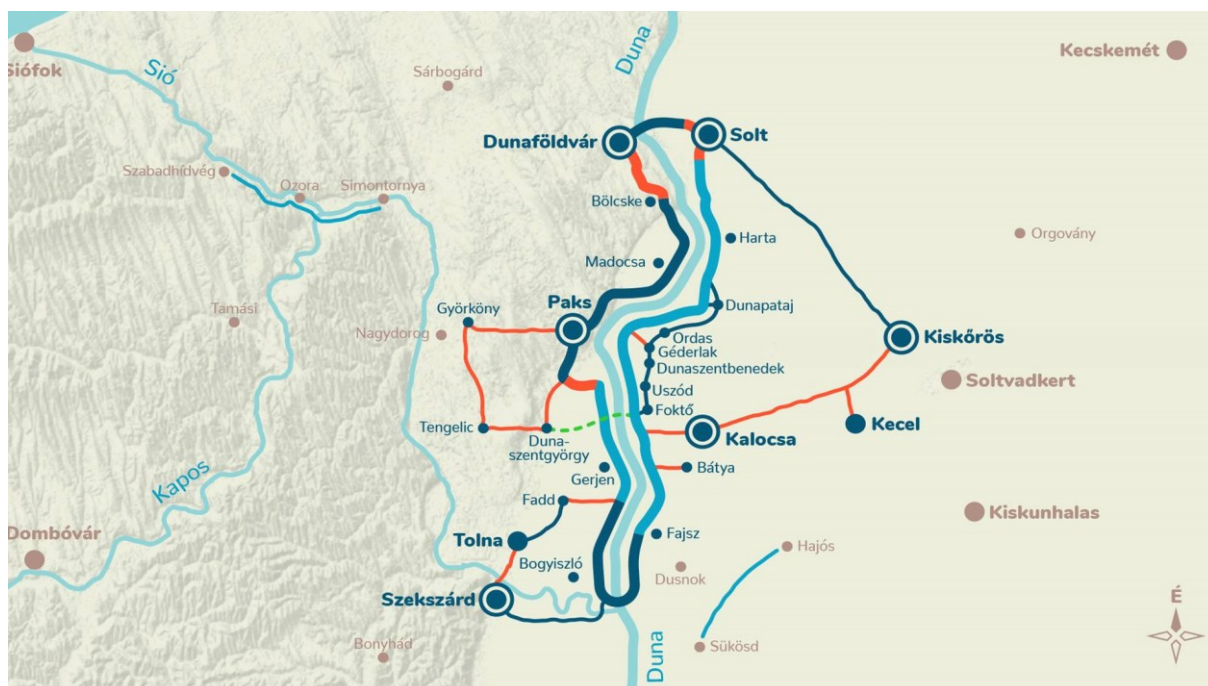 Duna
Kecskemét
Siófok
Sió
Sárbogárd
Dunaföldvár
Solt
Szabadhídvég
Ozora
Simontornya
Bölcske
Harta
Orgovány
Madocsa
Paks
Györköny
Dunapataj
Tamási
Nagydorog
Ordas
Géderlak
Dunaszentbenedek
Kiskőrös
Uszód
Soltvadkert
Foktő
Tengelic
Duna-
szentgyörgy
Kalocsa
Kecel
Gerjen
Bátya
Kapos
Fadd
Kiskunhalas
Dombóvár
Tolna
Fajsz
Hajós
Bogyiszló
Dusnok
Szekszárd
É
Bonyhád
Duna
Sükösd